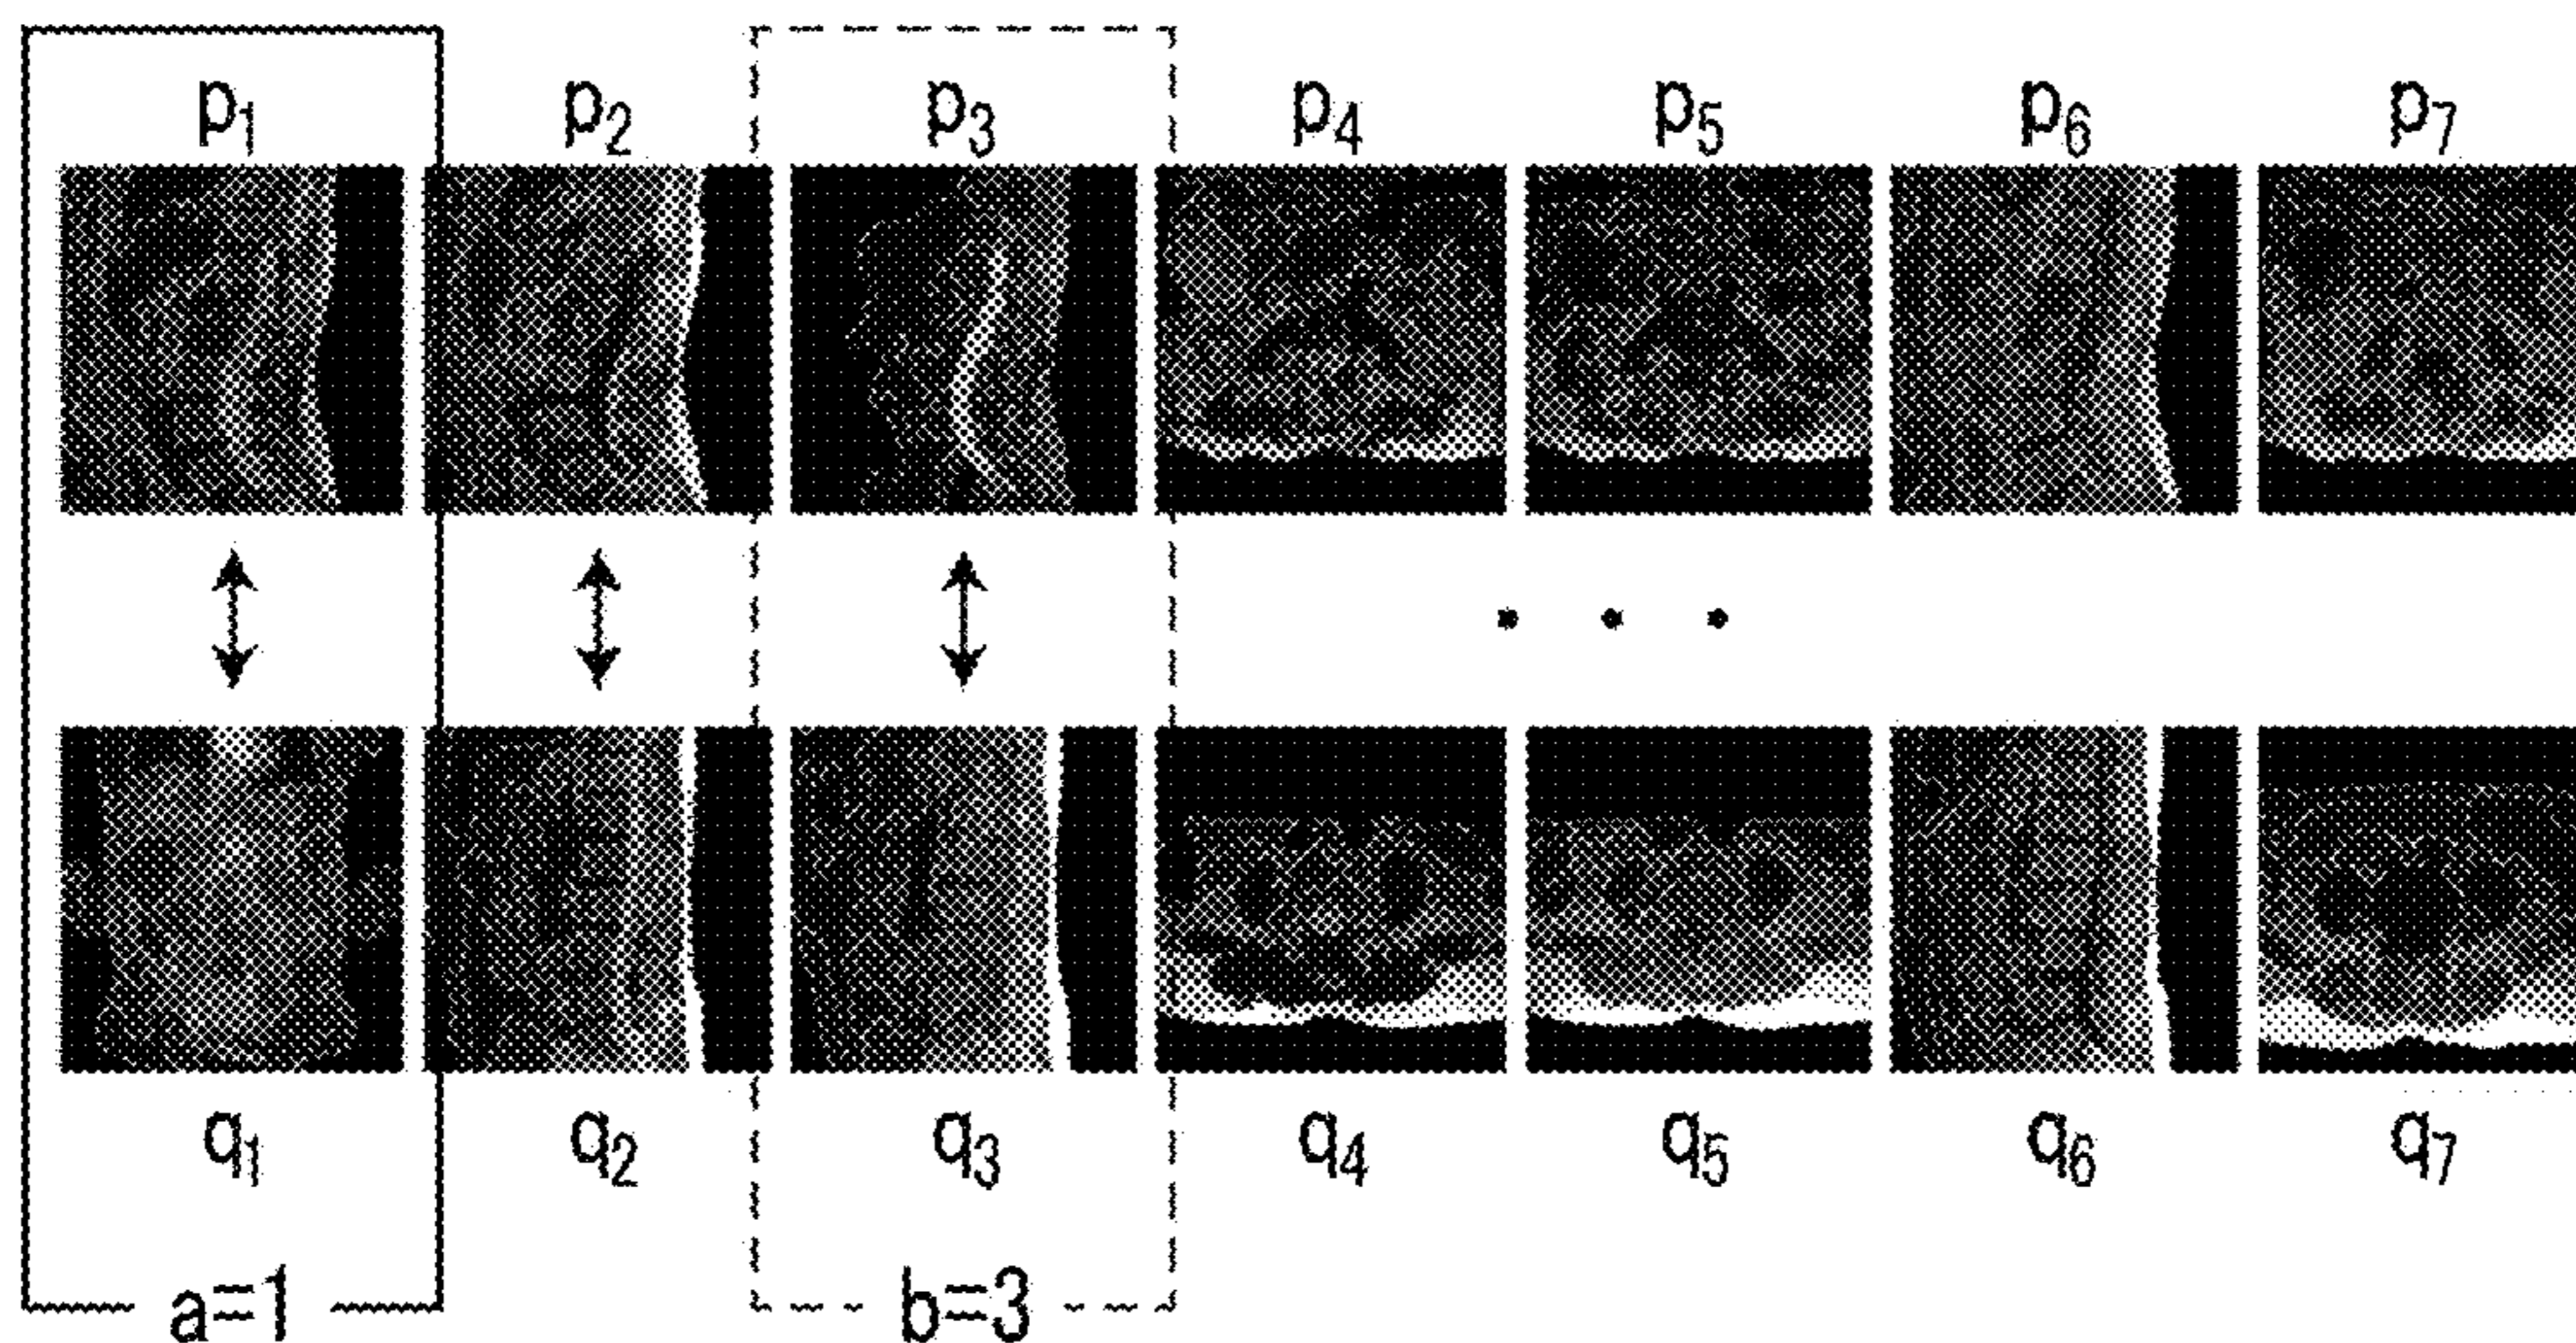 p₁ p₂ p₃ p₄ p₅ p₆ p₇
q₁ q₂ q₃ q₄ q₅ q₆ q₇
a=1 b=3